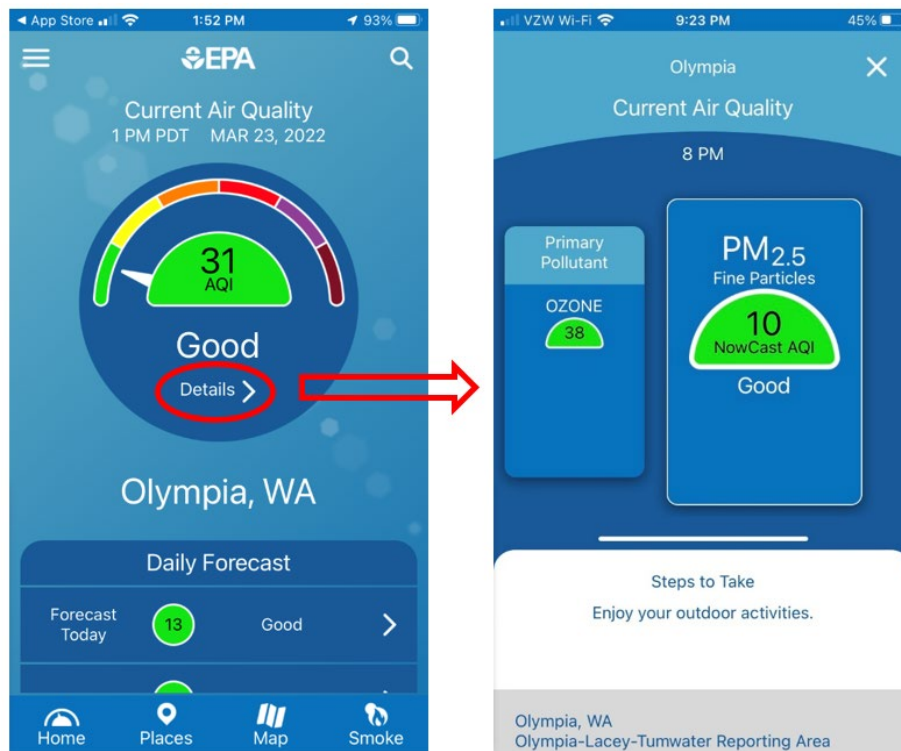 App Store
1:52 PM
93%
EPA
Current Air Quality
1 PM PDT MAR 23, 2022
31
AQI
Good
Details
Olympia, WA
Daily Forecast
Forecast
Today
13
Good
Home
Places
Map
Smoke
VZW Wi-Fi
9:23 PM
45%
Olympia
Current Air Quality
8 PM
Primary
Pollutant
OZONE
38
PM2.5
Fine Particles
10
NowCast AQI
Good
Steps to Take
Enjoy your outdoor activities.
Olympia, WA
Olympia-Lacey-Tumwater Reporting Area